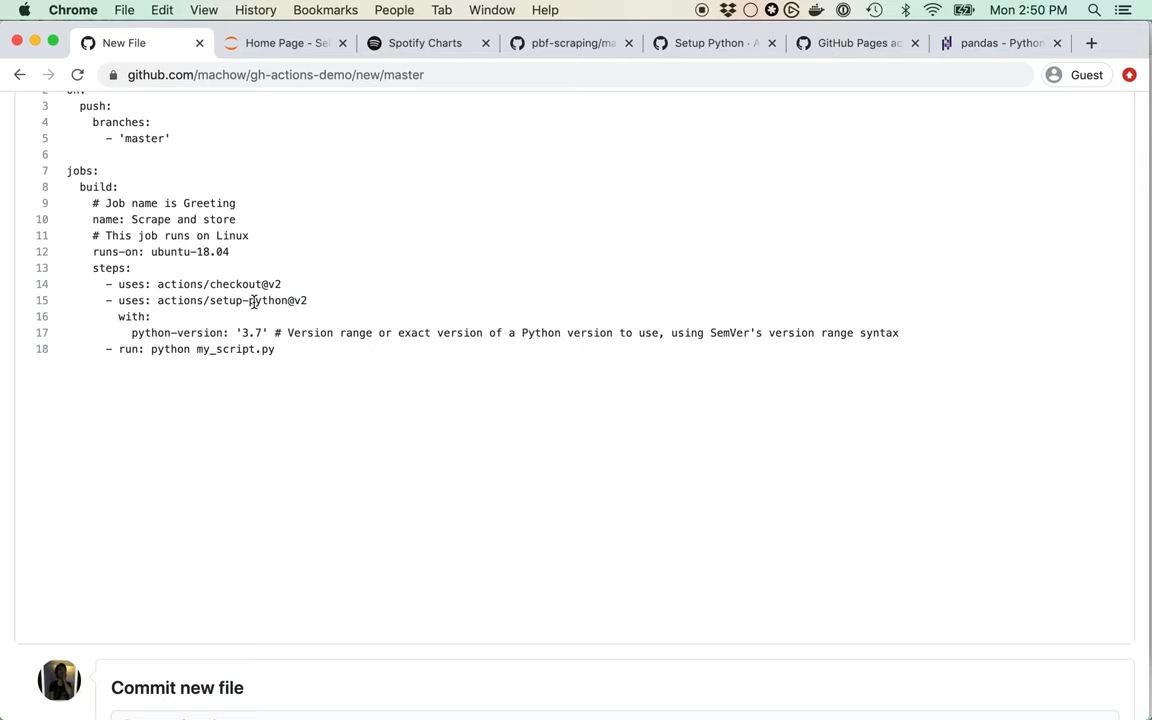 Chrome File Edit View History Bookmarks People Tab Window Help Mon 2:50 PM
New File Home Page - Se Spotify Charts pbf-scraping/ma Setup Python - A GitHub Pages ac pandas - Python
github.com/machow/gh-actions-demo/new/master Guest
2 on:
3 push:
4 branches:
5 - 'master'
6
7 jobs:
8 build:
9 # Job name is Greeting
10 name: Scrape and store
11 # This job runs on Linux
12 runs-on: ubuntu-18.04
13 steps:
14 - uses: actions/checkout@v2
15 - uses: actions/setup-python@v2
16 with:
17 python-version: '3.7' # Version range or exact version of a Python version to use, using SemVer's version range syntax
18 - run: python my_script.py
Commit new file